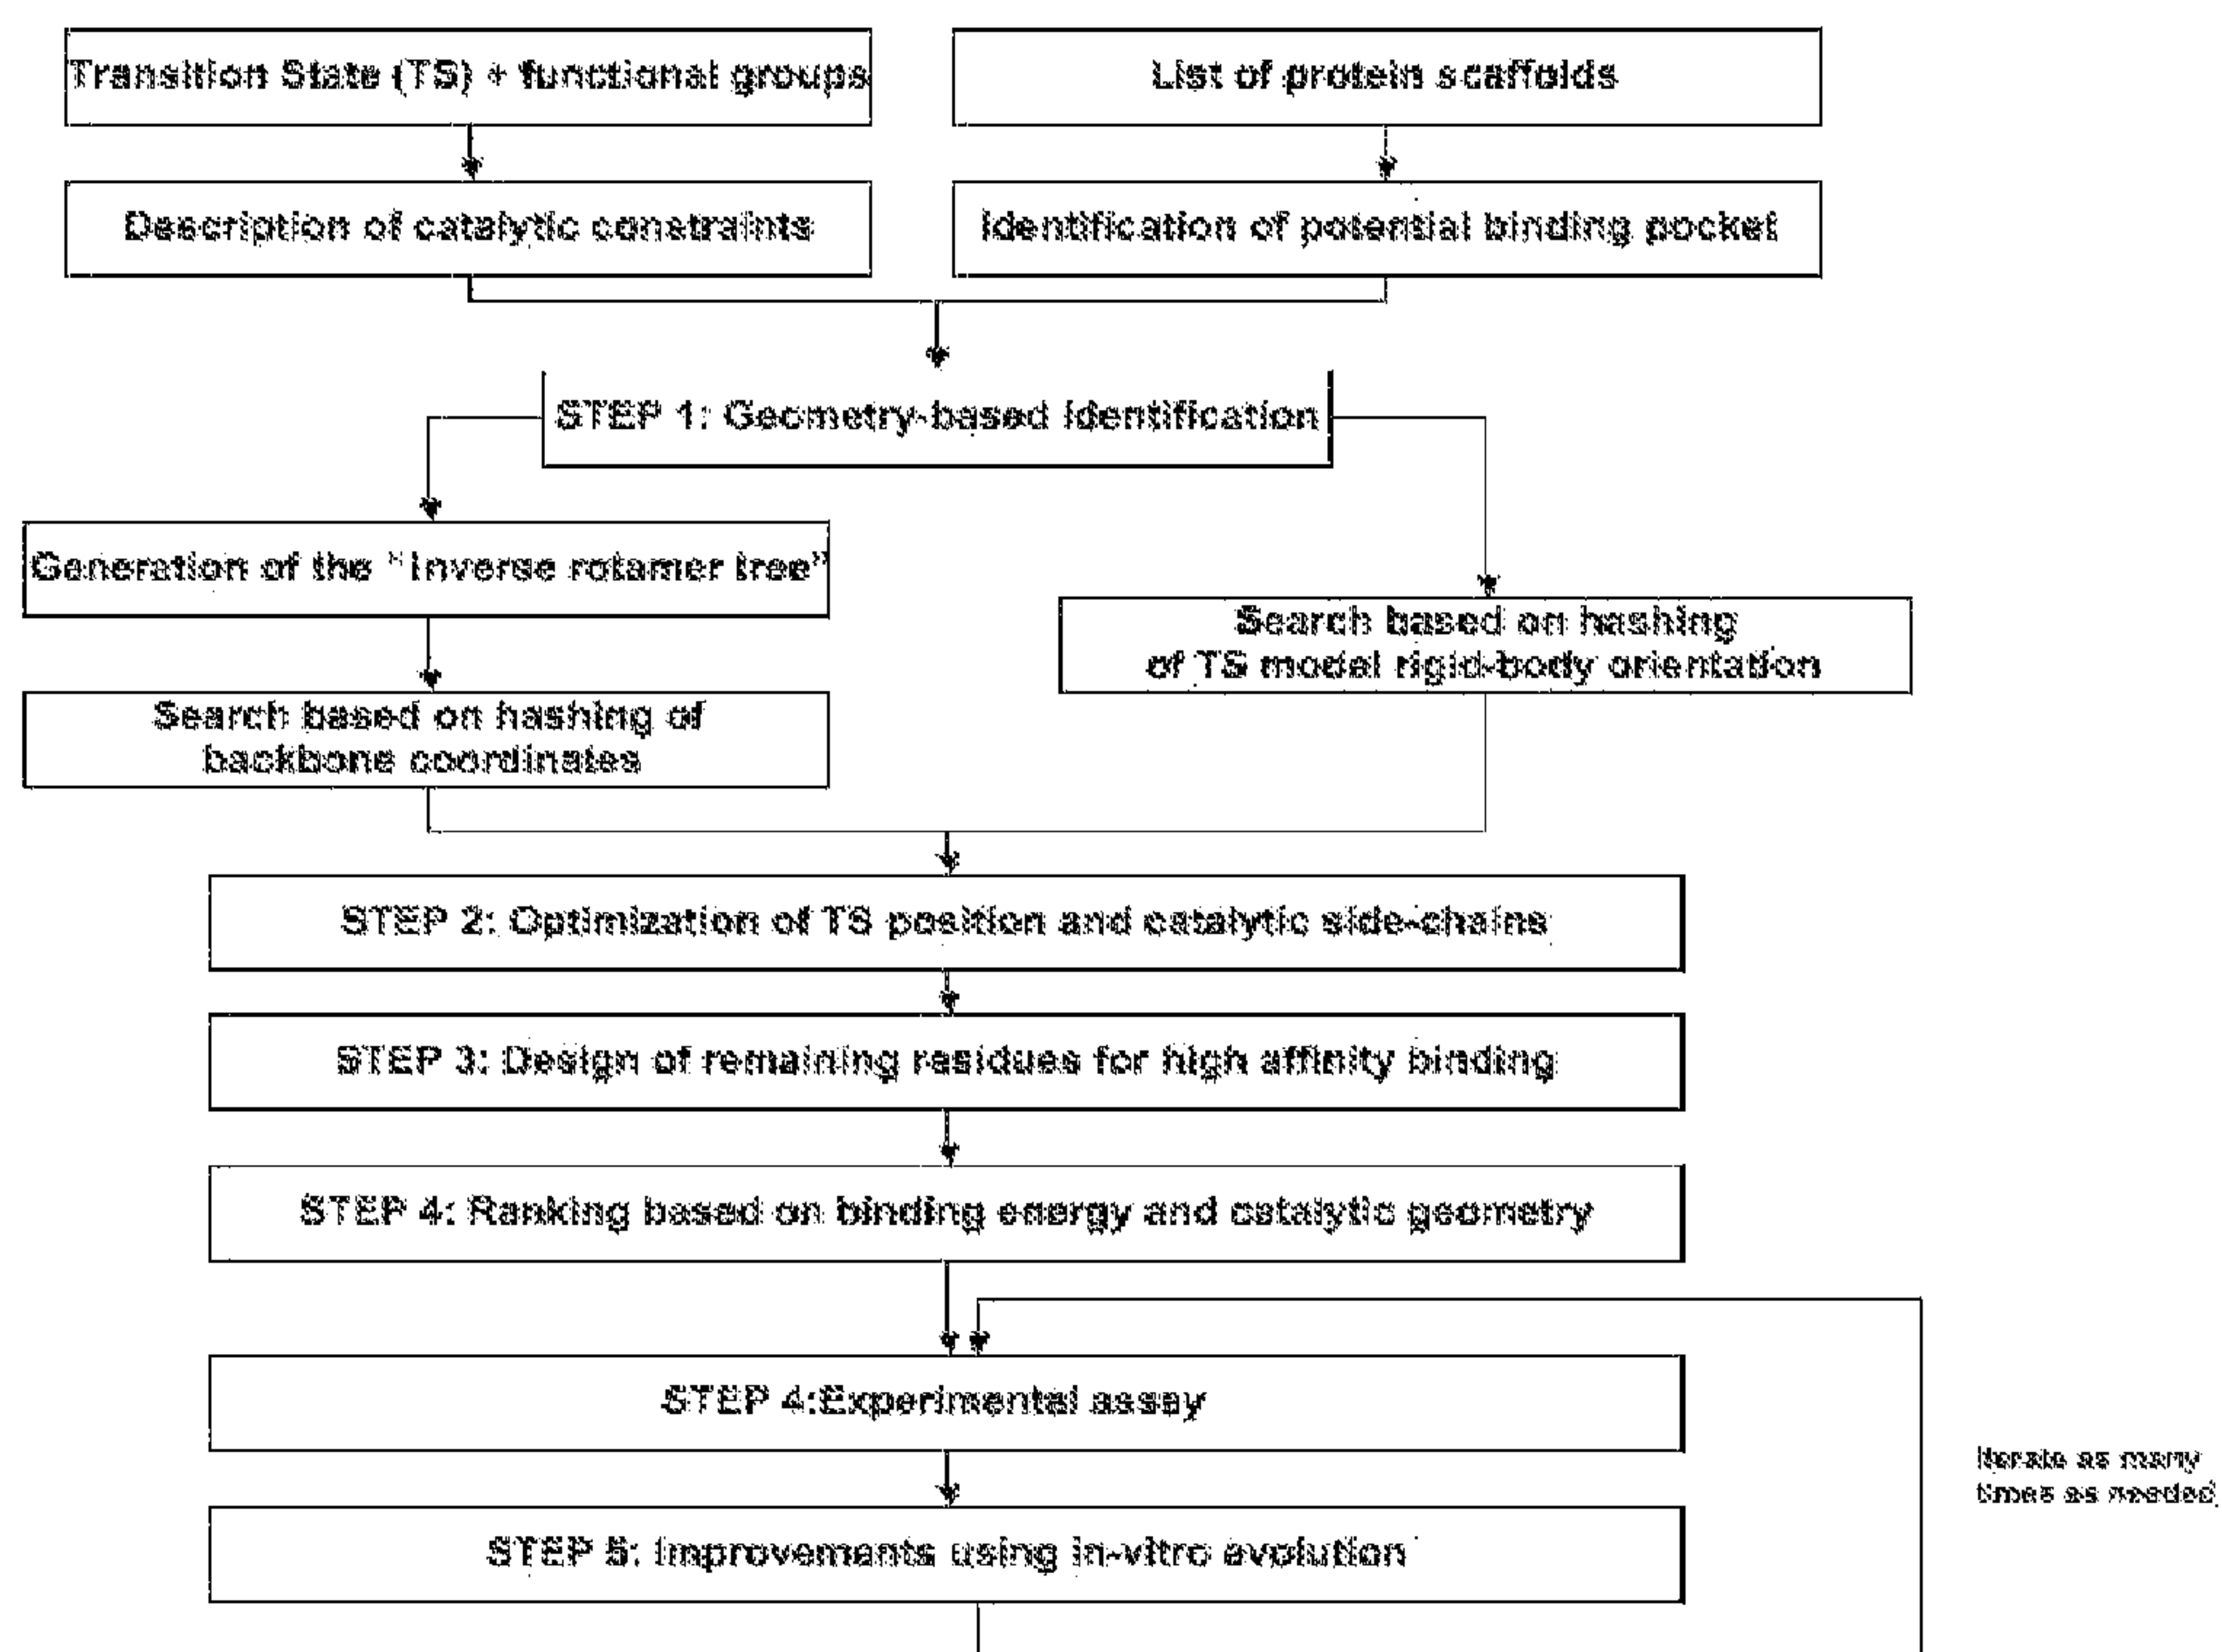 Transition State (TS) + functional groups
List of protein scaffolds
Description of catalytic constraints
Identification of potential binding pocket
STEP 1: Geometry-based identification
Generation of the "Inverse rotamer tree"
Search based on hashing
of TS model rigid-body orientation
Search based on hashing of
backbone coordinates
STEP 2: Optimization of TS position and catalytic side-chains
STEP 3: Design of remaining residues for high affinity binding
STEP 4: Ranking based on binding energy and catalytic geometry
STEP 4:Experimental assay
Iterate as many
times as needed
STEP 5: Improvements using in-vitro evolution